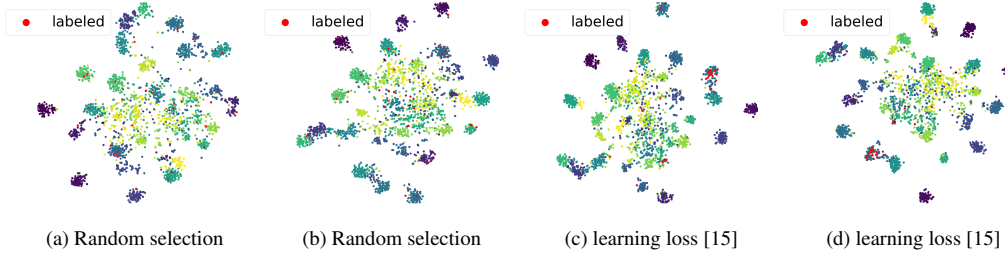 labeled
labeled
labeled
labeled
(a) Random selection
(b) Random selection
(c) learning loss [15]
(d) learning loss [15]